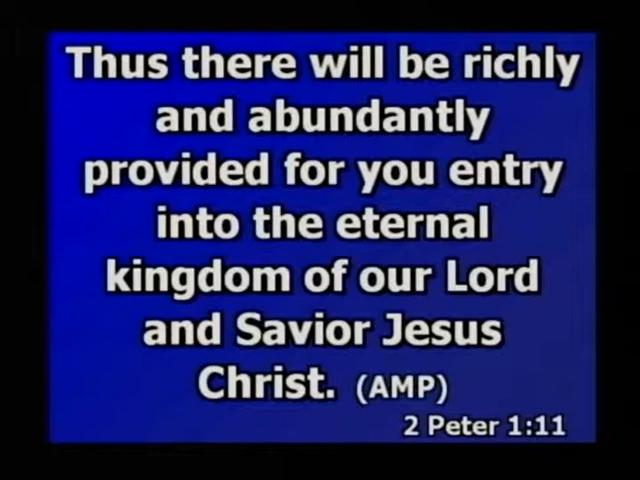 Thus there will be richly
and abundantly
provided for you entry
into the eternal
kingdom of our Lord
and Savior Jesus
Christ. (AMP)
2 Peter 1:11